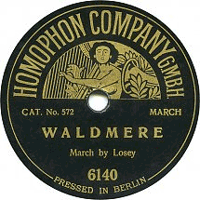 HOMOPHON COMPANY G.M.B.H.
CAT. No. 572 MARCH
WALDMERE
March by Losey
6140
PRESSED IN BERLIN